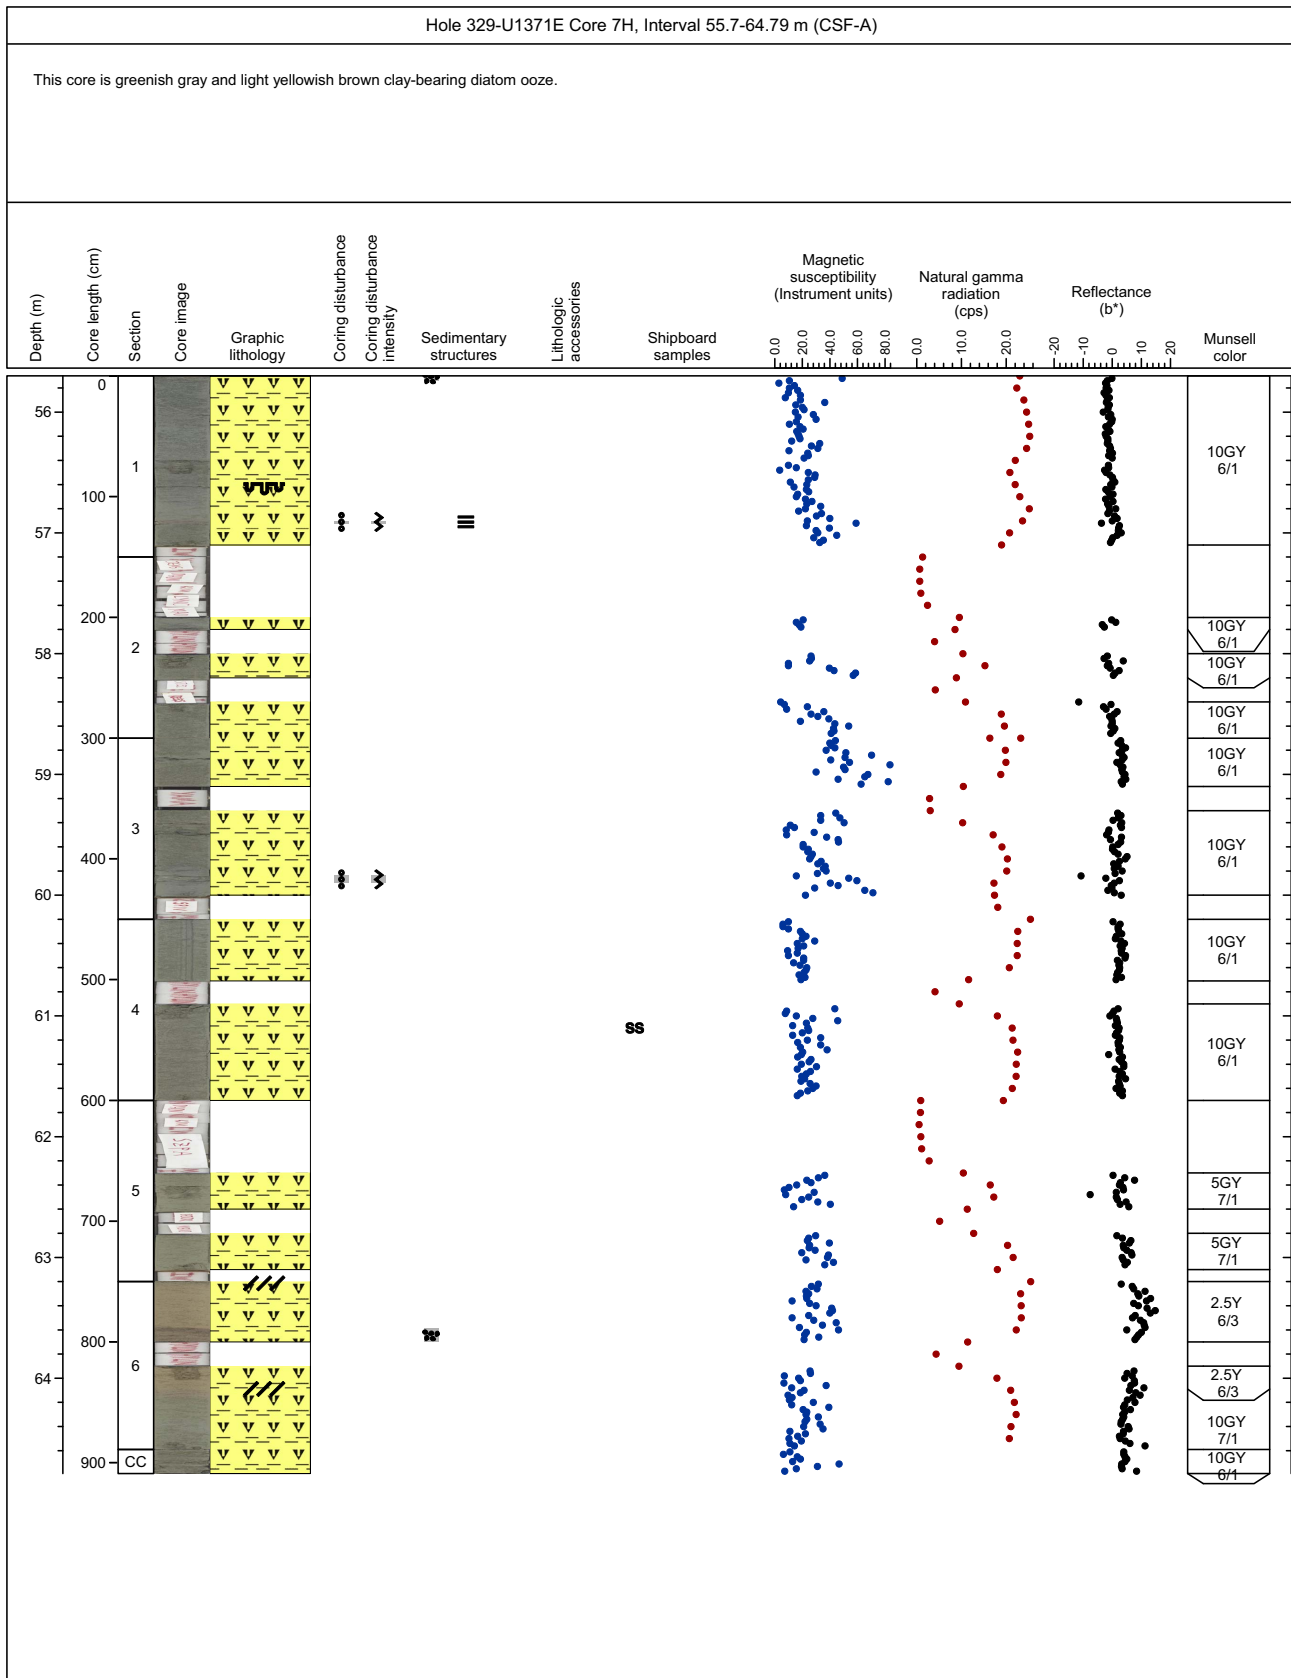 Hole 329-U1371E Core 7H, Interval 55.7-64.79 m (CSF-A)
This core is greenish gray and light yellowish brown clay-bearing diatom ooze.
Depth (m)
Core length (cm)
Section
Core image
Graphic
lithology
Coring disturbance
Coring disturbance
intensity
Sedimentary
structures
Lithologic
accessories
Shipboard
samples
Magnetic
susceptibility
(Instrument units)
Natural gamma
radiation
(cps)
Reflectance
(b*)
Munsell
color
0.0 20.0 40.0 60.0 80.0
0.0 10.0 20.0
-20 -10 0 10 20
0
56
1
10GY
6/1
100
57
200
10GY
6/1
2
58
10GY
6/1
10GY
6/1
300
10GY
6/1
59
3
10GY
6/1
400
60
10GY
6/1
500
4
61
SS
10GY
6/1
600
62
5
5GY
7/1
700
63
5GY
7/1
2.5Y
6/3
800
6
64
2.5Y
6/3
10GY
7/1
CC
900
10GY
6/1